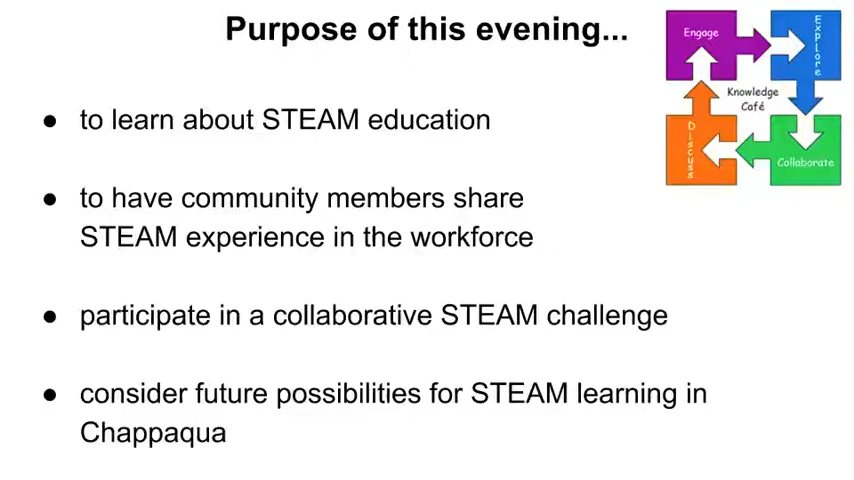 Purpose of this evening...
Engage
Explore
Knowledge
Café
Discuss
Collaborate
● to learn about STEAM education
● to have community members share
STEAM experience in the workforce
● participate in a collaborative STEAM challenge
● consider future possibilities for STEAM learning in
Chappaqua